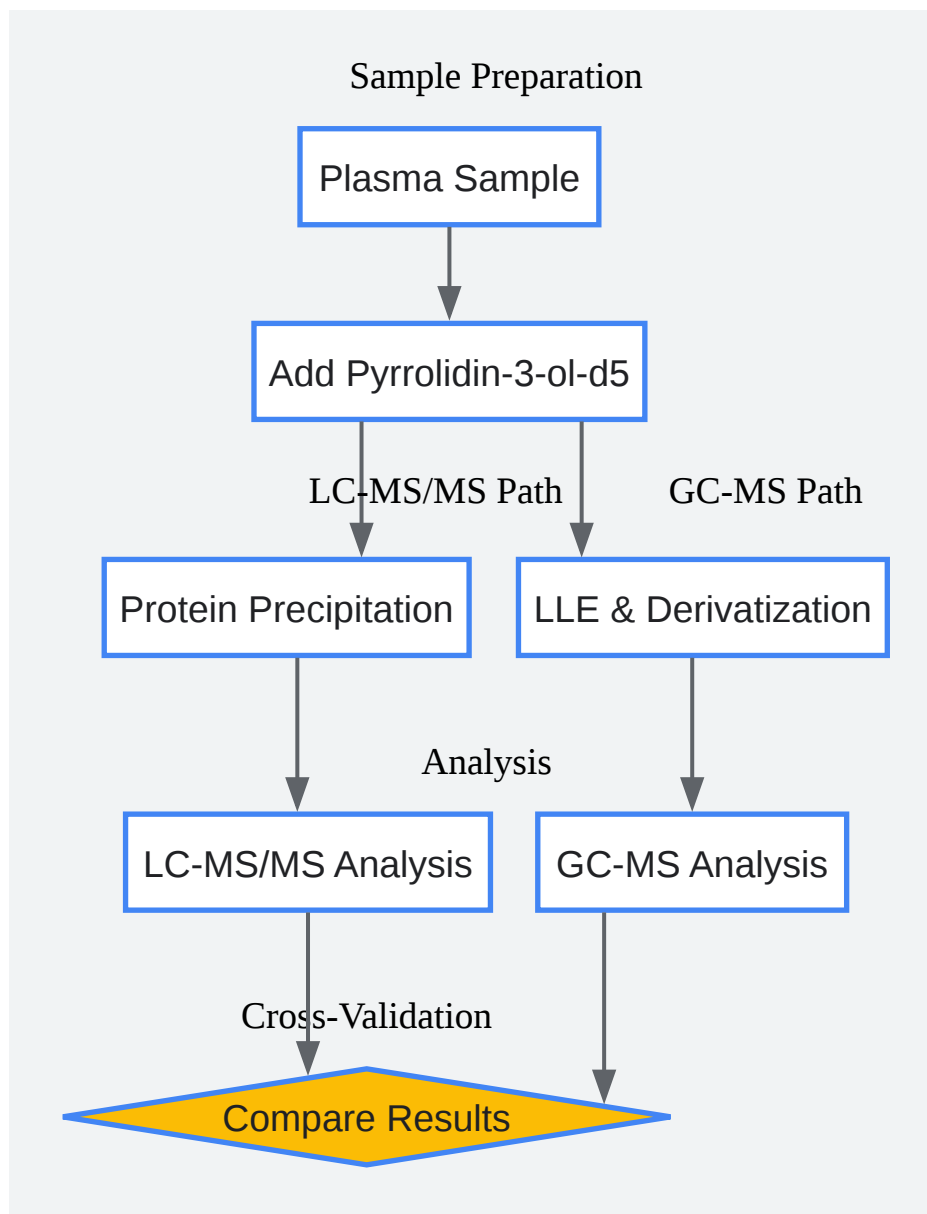 Sample Preparation
Plasma Sample
Add Pyrrolidin-3-ol-d5
LC-MS/MS Path
GC-MS Path
Protein Precipitation
LLE & Derivatization
Analysis
LC-MS/MS Analysis
GC-MS Analysis
Cross-Validation
Compare Results